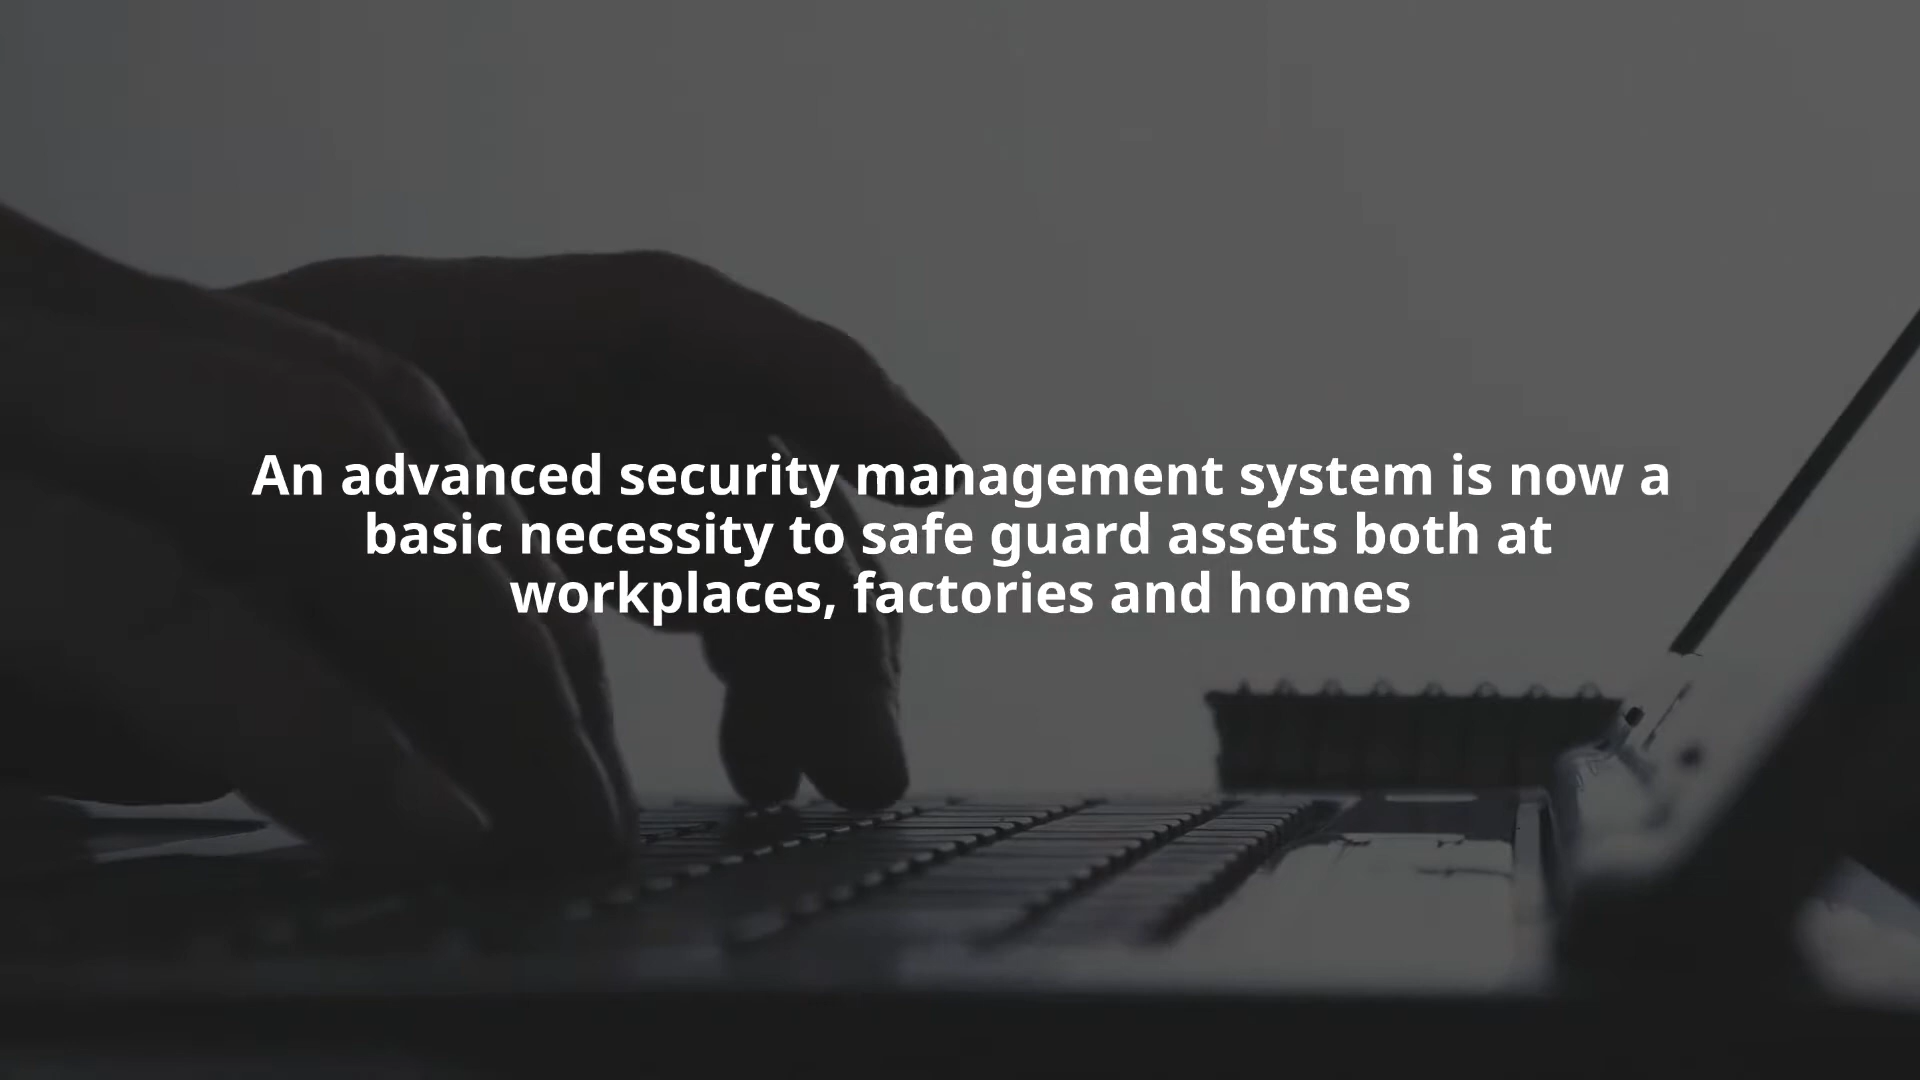 An advanced security management system is now a
basic necessity to safe guard assets both at
workplaces, factories and homes